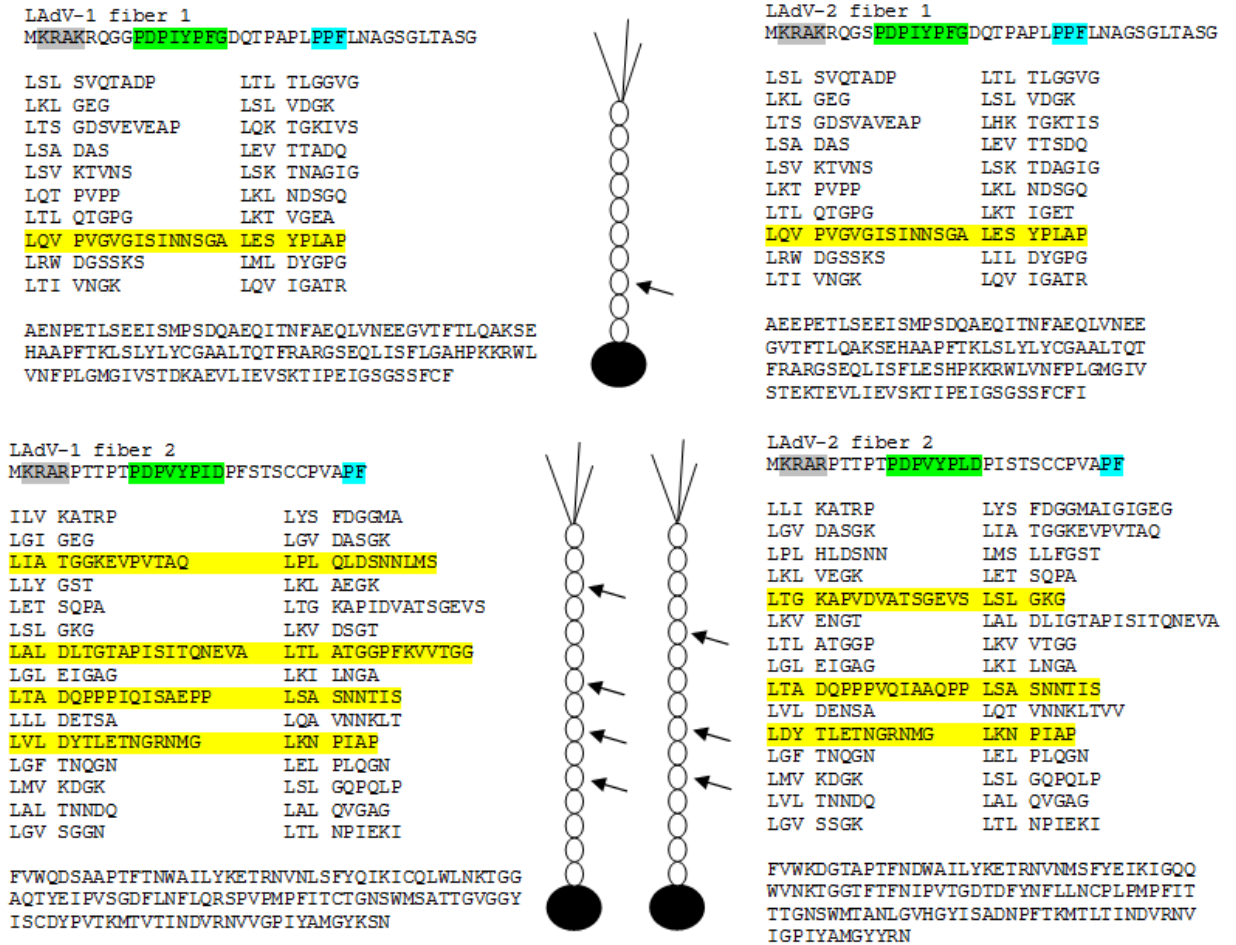 LAdV-1 fiber 1
MKRAKRQGGPDPIYPFGDQTPAPLPPFLNAGSGLTASG
LSL SVQTADP LTL TLGGVG
LKL GEG LSL VDGK
LTS GDSVEVEAP LQK TGKIVS
LSA DAS LEV TTADQ
LSV KTVNS LSK TNAGIG
LQT PVPP LKL NDSGQ
LTL QTGPG LKT VGEA
LQV PVGVGISINNSGA LES YPLAP
LRW DGSSKS LML DYGPG
LTI VNGK LQV IGATR
AENPETLSEEISMPSDQAEQITNFAEQLVNEEGVTFTLQAKSE
HAAPFTKLSLYLYCGAALTQTFRARGSEQLISFLGAHPKKRWL
VNFPLGMGIVSTDKAEVLIEVSKTIPEIGSGSSFCF
LAdV-2 fiber 1
MKRAKRQGSPDPIYPFGDQTPAPLPPFLNAGSGLTASG
LSL SVQTADP LTL TLGGVG
LKL GEG LSL VDGK
LTS GDSVAVEAP LHK TGKTIS
LSA DAS LEV TTSDQ
LSV KTVNS LSK TDAGIG
LKT PVPP LKL NDSGQ
LTL QTGPG LKT IGET
LQV PVGVGISINNSGA LES YPLAP
LRW DGSSKS LIL DYGPG
LTI VNGK LQV IGATR
AEEPETLSEEISMPSDQAEQITNFAEQLVNEE
GVTFTLQAKSEHAAPFTKLSLYLYCGAALTQT
FRARGSEQLISFLESHPKKRWLVNFPLGMGIV
STEKTEVLIEVSKTIPEIGSGSSFCFI
LAdV-1 fiber 2
MKRARPTTPTPDPVYPIDPFSTSCCPVAPF
ILV KATRP LYS FDGGMA
LGI GEG LGV DASGK
LIA TGGKEVPVTAQ LPL QLDSNNLMS
LLY GST LKL AEGK
LET SQPA LTG KAPIDVATSGEVS
LSL GKG LKV DSGT
LAL DLTGTAPISITQNEVA LTL ATGGPFKVVTGG
LGL EIGAG LKI LNGA
LTA DQPPPIQISAEPP LSA SNNTIS
LLL DETSA LQA VNNKLT
LVL DYTLETNGRNMG LKN PIAP
LGF TNQGN LEL PLQGN
LMV KDGK LSL GQPQLP
LAL TNNDQ LAL QVGAG
LGV SGGN LTL NPIEKI
FVWQDSAAPTFTNWAILYKETRNVNLSFYQIKICQLWLNKTGG
AQTYEIPVSGDFLNFLQRSPVPMPFITCTGNSWMSATTGVGGY
ISCDYPVTKMTVTINDVRNVVGPIYAMGYKSN
LAdV-2 fiber 2
MKRARPTTPTPDPVYPLDPISTSCCPVAPF
LLI KATRP LYS FDGGMAIGIGEG
LGV DASGK LIA TGGKEVPVTAQ
LPL HLDSNN LMS LLFGST
LKL VEGK LET SQPA
LTG KAPVDVATSGEVS LSL GKG
LKV ENGT LAL DLIGTAPISITQNEVA
LTL ATGGP LKV VTGG
LGL EIGAG LKI LNGA
LTA DQPPPVQIAAQPP LSA SNNTIS
LVL DENSA LQT VNNKLTVV
LDY TLETNGRNMG LKN PIAP
LGF TNQGN LEL PLQGN
LMV KDGK LSL GQPQLP
LVL TNNDQ LAL QVGAG
LGV SSGK LTL NPIEKI
FVWKDGTAPTFNDWAILYKETRNVNMSFYEIKIGQQ
WVNKTGGTFTFNIPVTGDTDFYNFLLNCPLPMPFIT
TTGNSWMTANLGVHGYISADNPFTKMTLTINDVRNV
IGPIYAMGYYRN